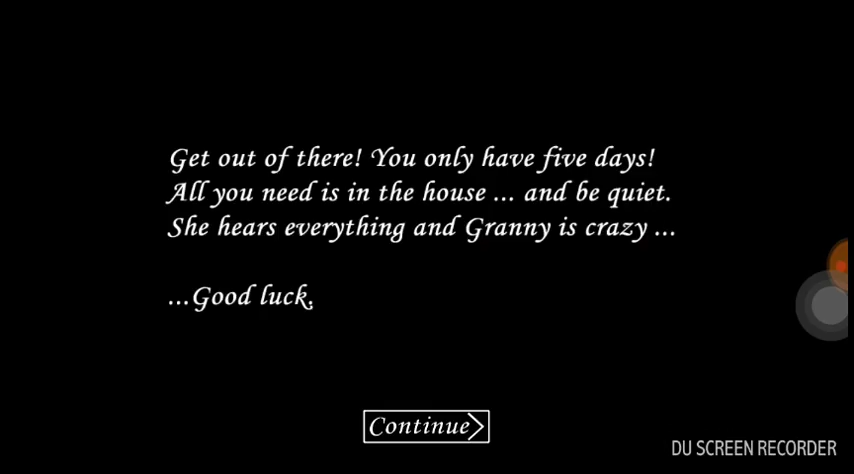 Get out of there! You only have five days!
All you need is in the house ... and be quiet.
She hears everything and Granny is crazy ...
...Good luck.
Continue
DU SCREEN RECORDER